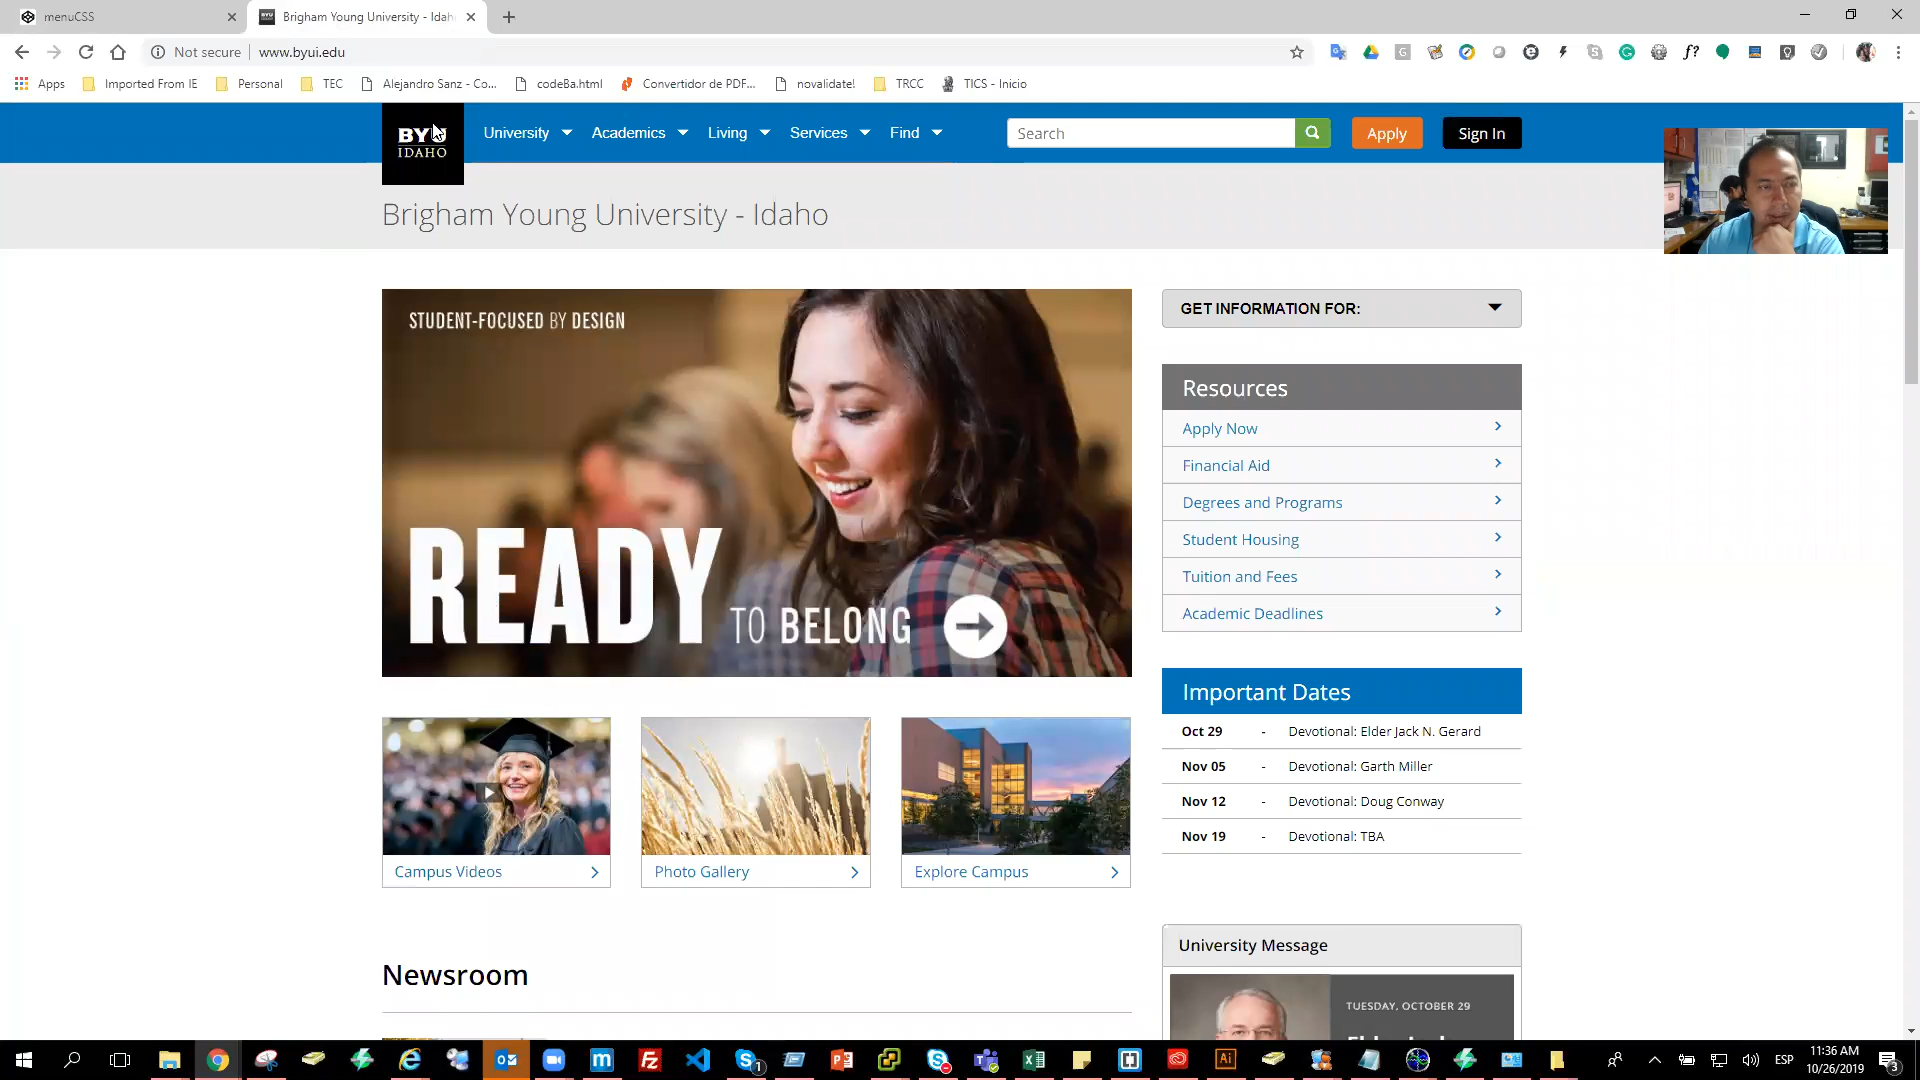 menuCSS
Brigham Young University - Idah
Not secure
www.byui.edu
Apps
Imported From IE
Personal
TEC
Alejandro Sanz - Co...
codeBa.html
Convertidor de PDF...
novalidate!
TRCC
TICS - Inicio
BYU
IDAHO
University
Academics
Living
Services
Find
Search
Apply
Sign In
Brigham Young University - Idaho
STUDENT-FOCUSED BY DESIGN
READY TO BELONG
GET INFORMATION FOR:
Resources
Apply Now
Financial Aid
Degrees and Programs
Student Housing
Tuition and Fees
Academic Deadlines
Important Dates
Oct 29 - Devotional: Elder Jack N. Gerard
Nov 05 - Devotional: Garth Miller
Nov 12 - Devotional: Doug Conway
Nov 19 - Devotional: TBA
Campus Videos
Photo Gallery
Explore Campus
University Message
Newsroom
TUESDAY, OCTOBER 29
ESP
11:36 AM
10/26/2019
3